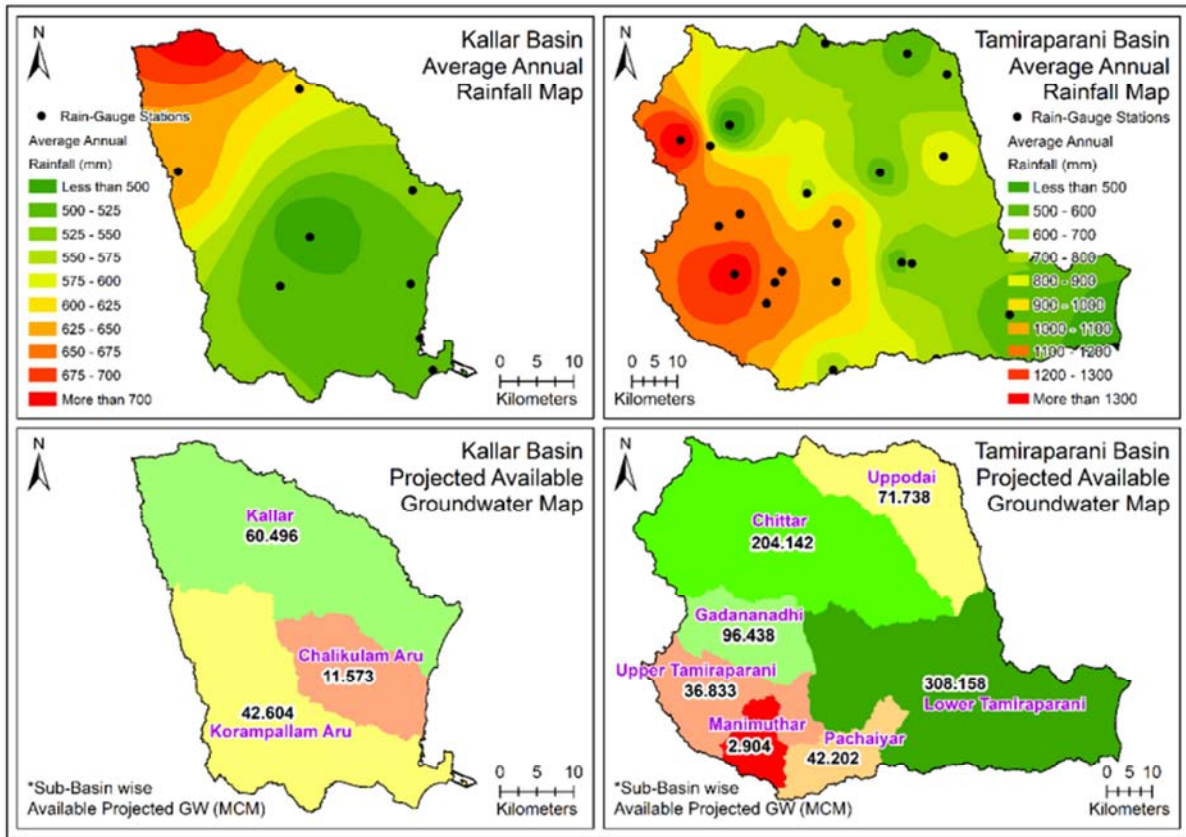 N
Kallar Basin
Average Annual
Rainfall Map
Rain-Gauge Stations
Average Annual
Rainfall (mm)
Less than 500
500 - 525
525 - 550
550 - 575
575 - 600
600 - 625
625 - 650
650 - 675
675 - 700
More than 700
0 5 10
Kilometers
N
Tamiraparani Basin
Average Annual
Rainfall Map
Rain-Gauge Stations
Average Annual
Rainfall (mm)
Less than 500
500 - 600
600 - 700
700 - 800
800 - 900
900 - 1000
1000 - 1100
1100 - 1200
1200 - 1300
More than 1300
0 5 10
Kilometers
N
Kallar Basin
Projected Available
Groundwater Map
Kallar
60.496
Chalikulam Aru
11.573
42.604
Korampallam Aru
*Sub-Basin wise
Available Projected GW (MCM)
0 5 10
Kilometers
N
Tamiraparani Basin
Projected Available
Groundwater Map
Uppodai
71.738
Chittar
204.142
Gadananadhi
96.438
Upper Tamiraparani
36.833
308.158
Lower Tamiraparani
Manimuthar
2.904
Pachaiyar
42.202
*Sub-Basin wise
Available Projected GW (MCM)
0 5 10
Kilometers